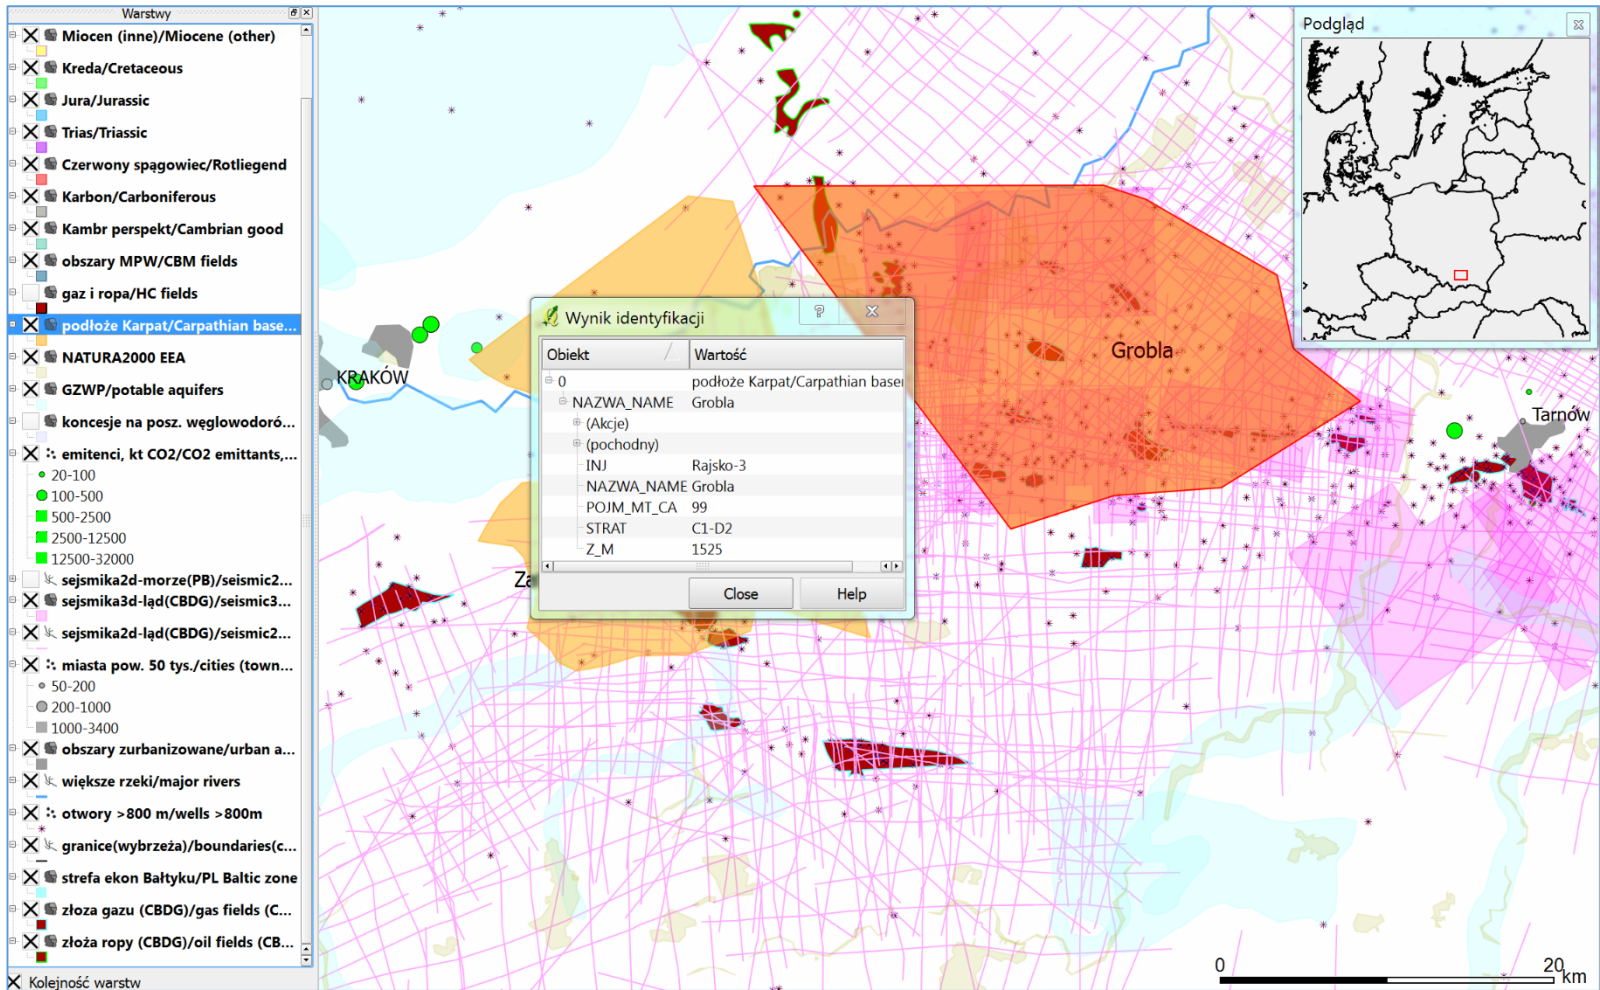 Warstwy
Miocen (inne)/Miocene (other)
Kreda/Cretaceous
Jura/Jurassic
Trias/Triassic
Czerwony spągowiec/Rotliegend
Karbon/Carboniferous
Kambr perspekt/Cambrian good
obszary MPW/CBM fields
gaz i ropa/HC fields
podłoże Karpat/Carpathian base...
NATURA2000 EEA
GZWP/potable aquifers
koncesje na posz. węglowodoró...
emitenci, kt CO2/CO2 emittants,...
20-100
100-500
500-2500
2500-12500
12500-32000
sejsmika2d-morze(PB)/seismic2...
sejsmika3d-ląd(CBDG)/seismic3...
sejsmika2d-ląd(CBDG)/seismic2...
miasta pow. 50 tys./cities (town...
50-200
200-1000
1000-3400
obszary zurbanizowane/urban a...
większe rzeki/major rivers
otwory >800 m/wells >800m
granice(wybrzeża)/boundaries(c...
strefa ekon Bałtyku/PL Baltic zone
złoza gazu (CBDG)/gas fields (C...
złoża ropy (CBDG)/oil fields (CB...
Kolejność warstw
KRAKÓW
Za
Grobla
Tarnów
Wynik identyfikacji
Obiekt Wartość
0 podłoże Karpat/Carpathian baser
NAZWA_NAME Grobla
(Akcje)
(pochodny)
INJ Rajsko-3
NAZWA_NAME Grobla
POJM_MT_CA 99
STRAT C1-D2
Z_M 1525
Close Help
Podgląd
0 20 km